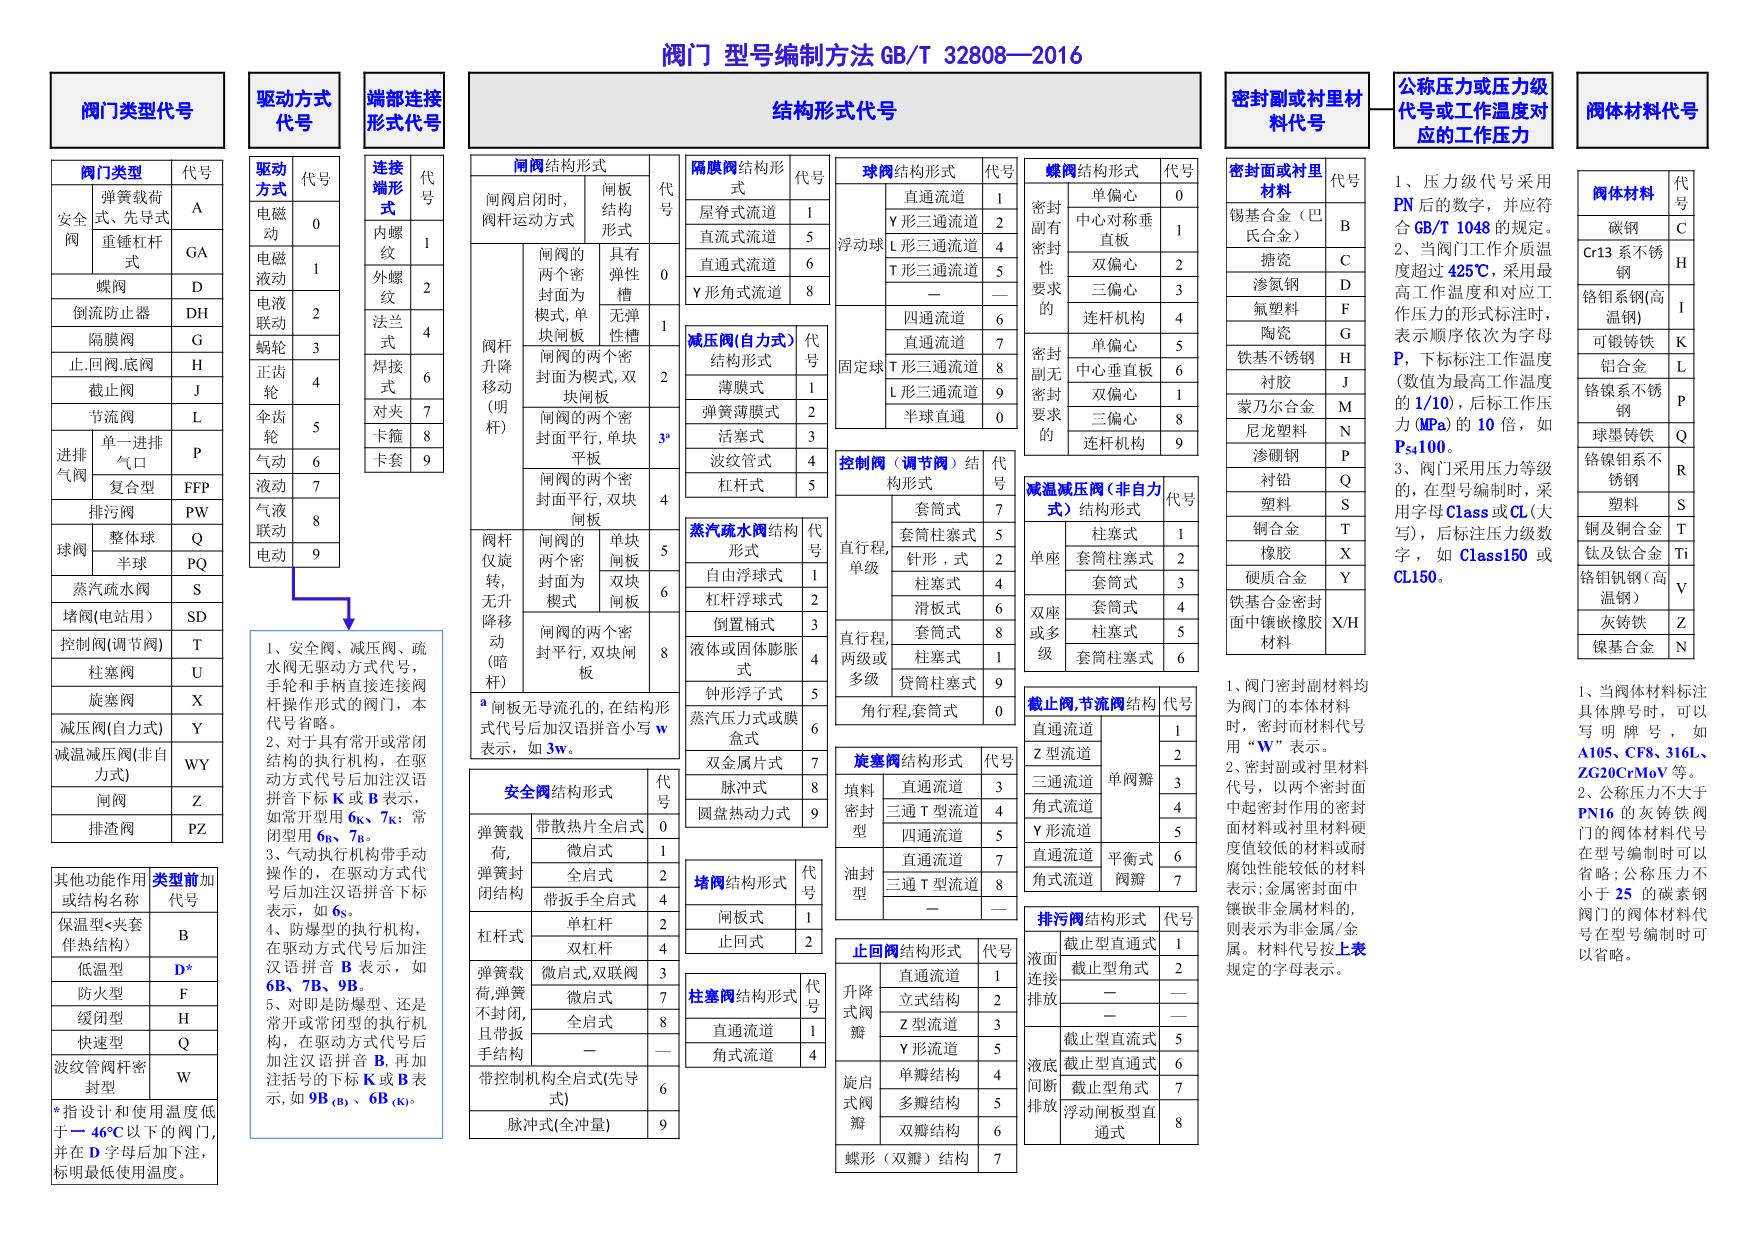 阀门 型号编制方法 GB/T 32808—2016
阀门类型代号
驱动方式
代号
端部连接
形式代号
结构形式代号
密封副或衬里材
料代号
公称压力或压力级
代号或工作温度对
应的工作压力
阀体材料代号
阀门类型 代号
安全
阀
弹簧载荷
式、先导式 A
重锤杠杆
式 GA
蝶阀 D
倒流防止器 DH
隔膜阀 G
止.回阀.底阀 H
截止阀 J
节流阀 L
进排
气阀
单一进排
气口 P
复合型 FFP
排污阀 PW
球阀
整体球 Q
半球 PQ
蒸汽疏水阀 S
堵阀(电站用） SD
控制阀(调节阀) T
柱塞阀 U
旋塞阀 X
减压阀(自力式) Y
减温减压阀(非自
力式) WY
闸阀 Z
排渣阀 PZ
其他功能作用
或结构名称
类型前加
代号
保温型<夹套
伴热结构） B
低温型 D*
防火型 F
缓闭型 H
快速型 Q
波纹管阀杆密
封型 W
*指设计和使用温度低
于一 46℃以下的阀门,
并在 D 字母后加下注，
标明最低使用温度。
驱动
方式 代号
电磁
动 0
电磁
液动 1
电液
联动 2
蜗轮 3
正齿
轮 4
伞齿
轮 5
气动 6
液动 7
气液
联动 8
电动 9
1、安全阀、减压阀、疏
水阀无驱动方式代号，
手轮和手柄直接连接阀
杆操作形式的阀门，本
代号省略。
2、对于具有常开或常闭
结构的执行机构，在驱
动方式代号后加注汉语
拼音下标 K 或 B 表示，
如常开型用 6K、7K；常
闭型用 6B、7B。
3、气动执行机构带手动
操作的，在驱动方式代
号后加注汉语拼音下标
表示，如 6S。
4、防爆型的执行机构，
在驱动方式代号后加注
汉语拼音 B 表示，如
6B、7B、9B。
5、对即是防爆型、还是
常开或常闭型的执行机
构，在驱动方式代号后
加注汉语拼音 B, 再加
注括号的下标 K 或 B 表
示, 如 9B (B) 、6B (K)。
连接
端形
式
代
号
内螺
纹 1
外螺
纹 2
法兰
式 4
焊接
式 6
对夹 7
卡箍 8
卡套 9
闸阀结构形式
代
号
闸阀启闭时,
阀杆运动方式
闸板
结构
形式
阀杆
升降
移动
(明
杆)
闸阀的
两个密
封面为
楔式, 单
块闸板
具有
弹性
槽 0
无弹
性槽 1
闸阀的两个密
封面为楔式, 双
块闸板 2
闸阀的两个密
封面平行, 单块
平板 3a
闸阀的两个密
封面平行, 双块
闸板 4
阀杆
仅旋
转,
无升
降移
动
(暗
杆)
闸阀的
两个密
封面为
楔式
单块
闸板 5
双块
闸板 6
闸阀的两个密
封平行, 双块闸
板 8
a 闸板无导流孔的, 在结构形
式代号后加汉语拼音小写 w
表示，如 3w。
安全阀结构形式
代
号
弹簧载
荷,
弹簧封
闭结构
带散热片全启式 0
微启式 1
全启式 2
带扳手全启式 4
杠杆式
单杠杆 2
双杠杆 4
弹簧载
荷,弹簧
不封闭,
且带扳
手结构
微启式,双联阀 3
微启式 7
全启式 8
— —
带控制机构全启式(先导
式) 6
脉冲式(全冲量) 9
隔膜阀结构形
式 代号
屋脊式流道 1
直流式流道 5
直通式流道 6
Y 形角式流道 8
减压阀(自力式)
结构形式
代
号
薄膜式 1
弹簧薄膜式 2
活塞式 3
波纹管式 4
杠杆式 5
蒸汽疏水阀结构
形式
代
号
自由浮球式 1
杠杆浮球式 2
倒置桶式 3
液体或固体膨胀
式 4
钟形浮子式 5
蒸汽压力式或膜
盒式 6
双金属片式 7
脉冲式 8
圆盘热动力式 9
堵阀结构形式
代
号
闸板式 1
止回式 2
柱塞阀结构形式
代
号
直通流道 1
角式流道 4
球阀结构形式 代号
浮动球
直通流道 1
Y 形三通流道 2
L 形三通流道 4
T 形三通流道 5
— —
固定球
四通流道 6
直通流道 7
T 形三通流道 8
L 形三通流道 9
半球直通 0
控制阀（调节阀）结
构形式
代
号
直行程,
单级
套筒式 7
套筒柱塞式 5
针形﹒式 2
柱塞式 4
滑板式 6
直行程,
两级或
多级
套筒式 8
柱塞式 1
贷筒柱塞式 9
角行程,套筒式 0
旋塞阀结构形式 代号
填料
密封
型
直通流道 3
三通 T 型流道 4
四通流道 5
油封
型
直通流道 7
三通 T 型流道 8
— —
止回阀结构形式 代号
升降
式阀
瓣
直通流道 1
立式结构 2
Z 型流道 3
Y 形流道 5
旋启
式阀
瓣
单瓣结构 4
多瓣结构 5
双瓣结构 6
蝶形（双瓣）结构 7
蝶阀结构形式 代号
密封
副有
密封
性
要求
的
单偏心 0
中心对称垂
直板 1
双偏心 2
三偏心 3
连杆机构 4
密封
副无
密封
要求
的
单偏心 5
中心垂直板 6
双偏心 1
三偏心 8
连杆机构 9
减温减压阀（非自力
式）结构形式 代号
单座
柱塞式 1
套筒柱塞式 2
套筒式 3
双座
或多
级
套筒式 4
柱塞式 5
套筒柱塞式 6
截止阀,节流阀结构 代号
直通流道 1
Z 型流道 2
三通流道 单阀瓣 3
角式流道 4
Y 形流道 5
直通流道 6
平衡式
阀瓣
角式流道 7
排污阀结构形式 代号
液面
连接
排放
截止型直通式 1
截止型角式 2
— —
— —
液底
间断
排放
截止型直流式 5
截止型直通式 6
截止型角式 7
浮动闸板型直
通式 8
密封面或衬里
材料 代号
锡基合金（巴
氏合金） B
搪瓷 C
渗氮钢 D
氟塑料 F
陶瓷 G
铁基不锈钢 H
衬胶 J
蒙乃尔合金 M
尼龙塑料 N
渗硼钢 P
衬铅 Q
塑料 S
铜合金 T
橡胶 X
硬质合金 Y
铁基合金密封
面中镶嵌橡胶
材料 X/H
1、阀门密封副材料均
为阀门的本体材料
时，密封而材料代号
用“W”表示。
2、密封副或衬里材料
代号，以两个密封面
中起密封作用的密封
面材料或衬里材料硬
度值较低的材料或耐
腐蚀性能较低的材料
表示;金属密封面中
镶嵌非金属材料的,
则表示为非金属/金
属。材料代号按上表
规定的字母表示。
1、压力级代号采用
PN 后的数字，并应符
合 GB/T 1048 的规定。
2、当阀门工作介质温
度超过 425℃, 采用最
高工作温度和对应工
作压力的形式标注时，
表示顺序依次为字母
P，下标标注工作温度
(数值为最高工作温度
的 1/10)，后标工作压
力(MPa)的 10 倍，如
P54100。
3、阀门采用压力等级
的，在型号编制时，采
用字母 Class 或 CL(大
写)，后标注压力级数
字，如 Class150 或
CL150。
阀体材料
代
号
碳钢 C
Cr13 系不锈
钢 H
铬钼系钢(高
温钢) I
可锻铸铁 K
铝合金 L
铬镍系不锈
钢 P
球墨铸铁 Q
铬镍钼系不
锈钢 R
塑料 S
铜及铜合金 T
钛及钛合金 Ti
铬钼钒钢（高
温钢） V
灰铸铁 Z
镍基合金 N
1、当阀体材料标注
具体牌号时，可以
写明牌号，如
A105、CF8、316L、
ZG20CrMoV 等。
2、公称压力不大于
PN16 的灰铸铁阀
门的阀体材料代号
在型号编制时可以
省略;公称压力不
小于 25 的碳素钢
阀门的阀体材料代
号在型号编制时可
以省略。